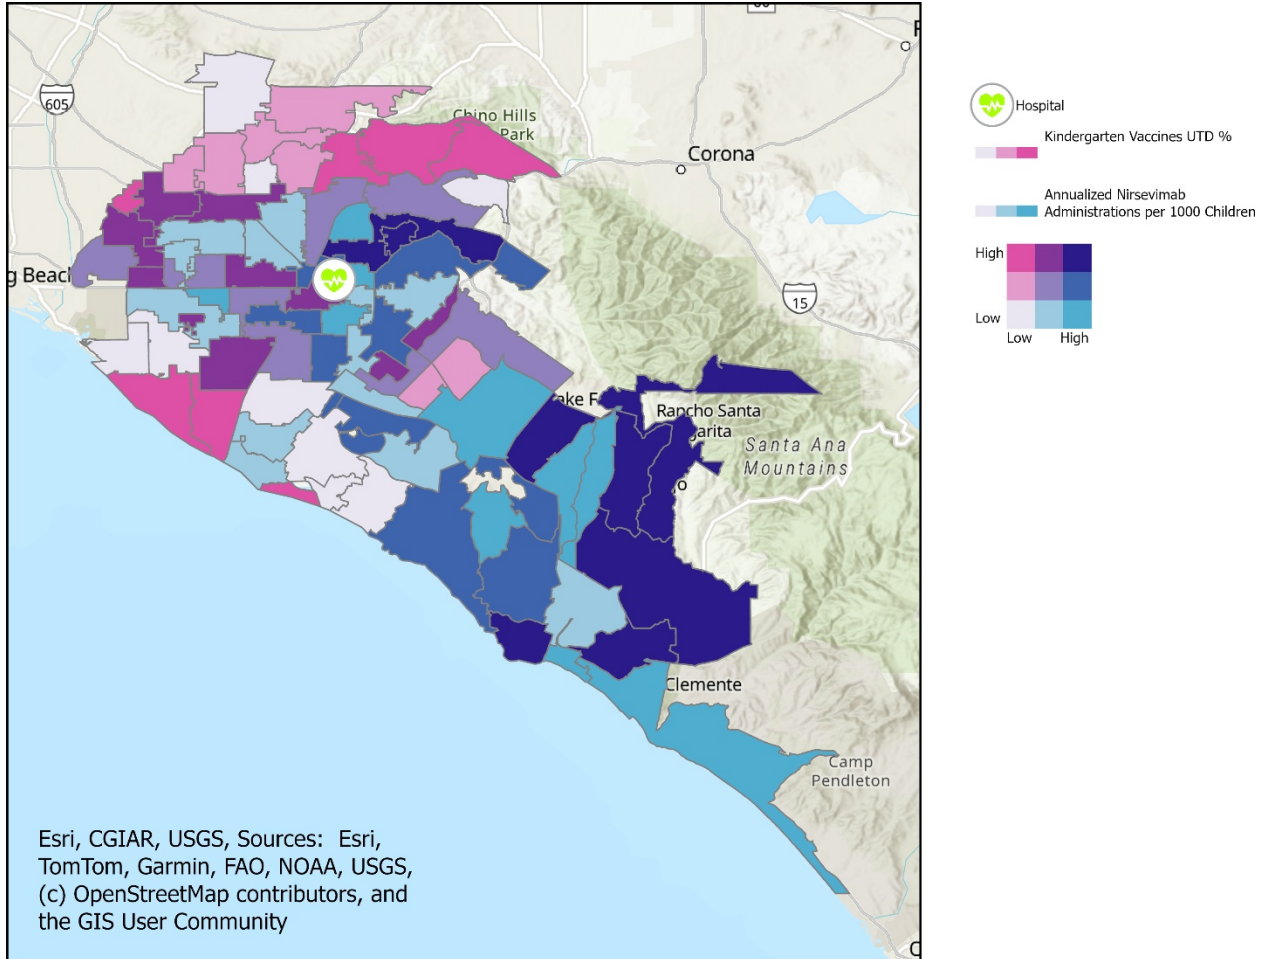 605
Chino Hills
Park
Corona
g Beach
15
ake F
Rancho Santa
garita
Santa Ana
Mountains
Clemente
Camp
Pendleton
Esri, CGIAR, USGS, Sources: Esri,
TomTom, Garmin, FAO, NOAA, USGS,
(c) OpenStreetMap contributors, and
the GIS User Community
Hospital
Kindergarten Vaccines UTD %
Annualized Nirsevimab
Administrations per 1000 Children
High
Low
Low High